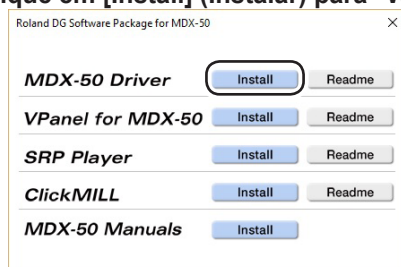 que em [Install] (Instalar) para "V
Roland DG Software Package for MDX-50 ×
MDX-50 Driver Install Readme
VPanel for MDX-50 Install Readme
SRP Player Install Readme
ClickMILL Install Readme
MDX-50 Manuals Install